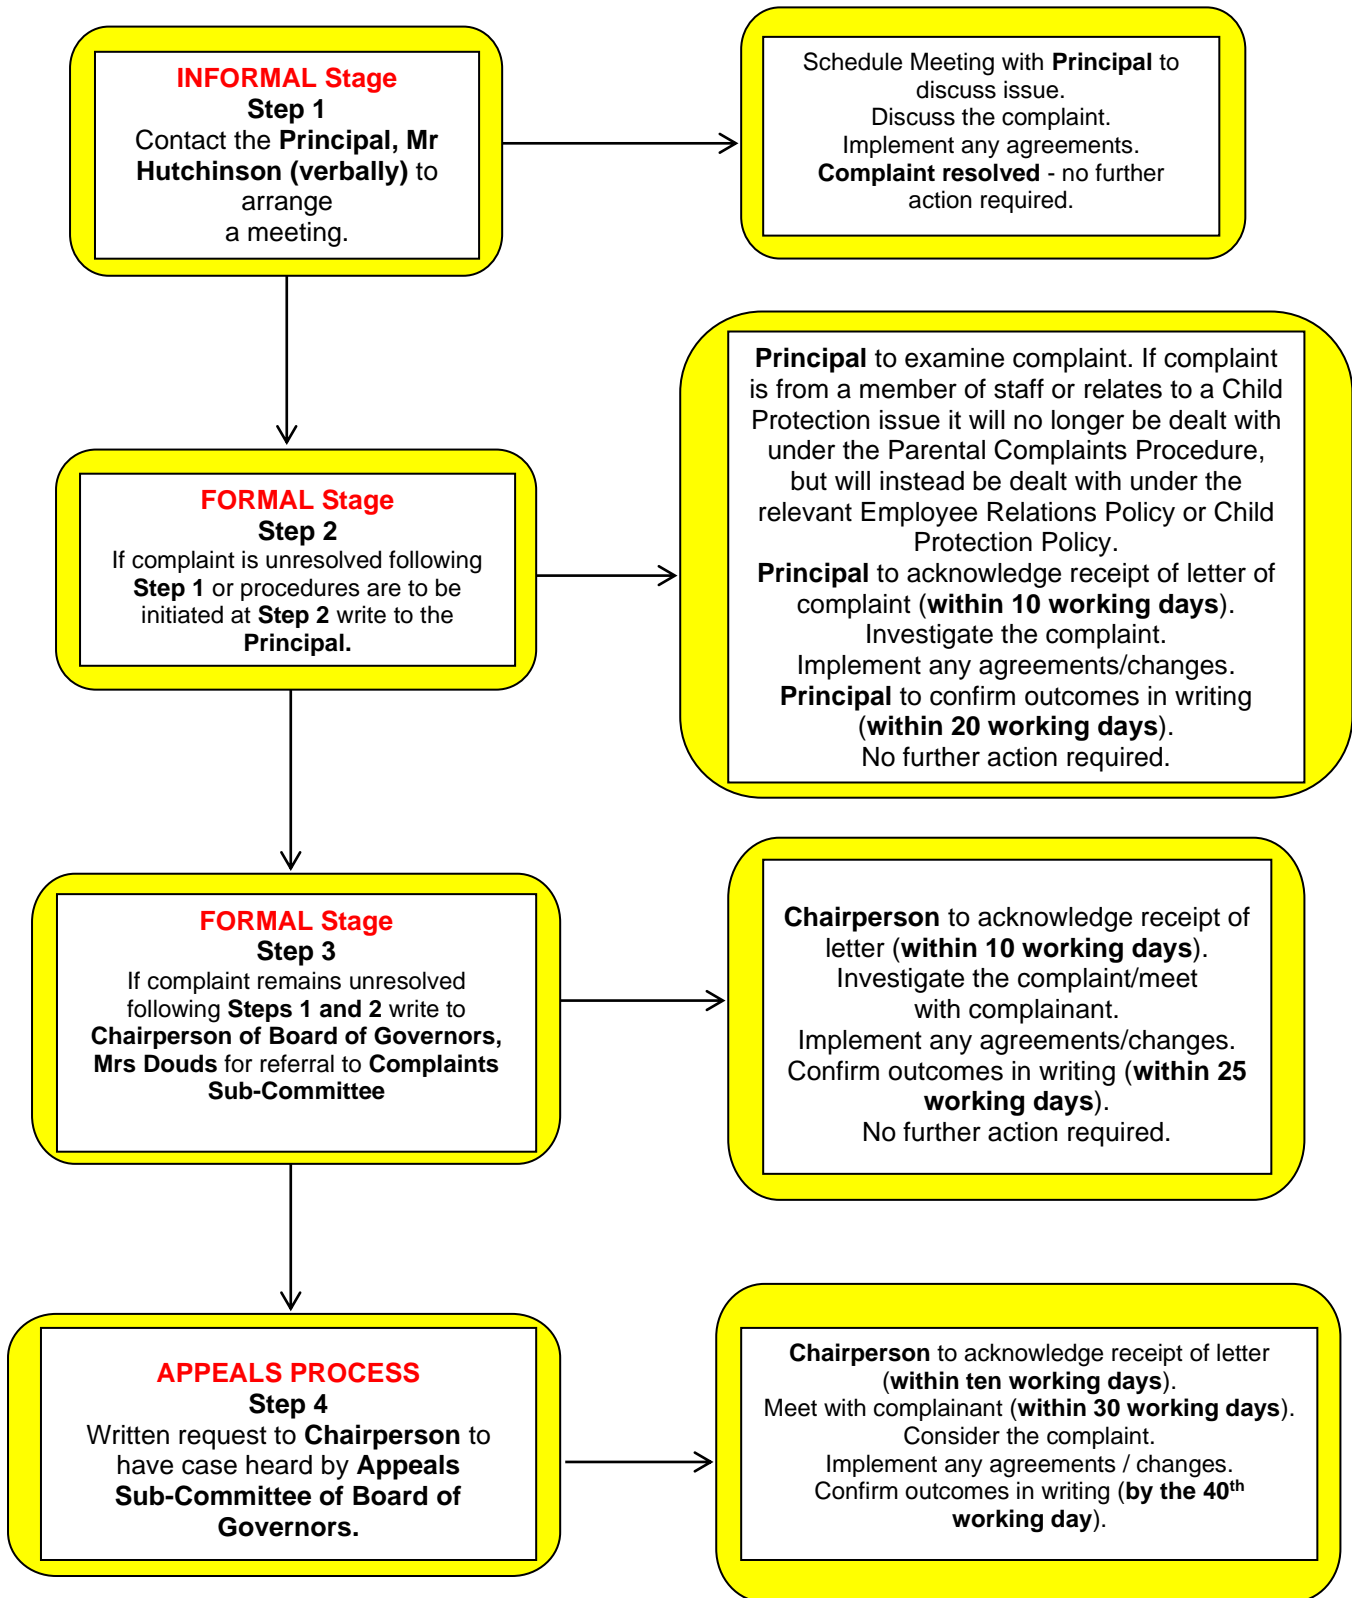 INFORMAL Stage
Step 1
Contact the Principal, Mr
Hutchinson (verbally) to
arrange
a meeting.
Schedule Meeting with Principal to
discuss issue.
Discuss the complaint.
Implement any agreements.
Complaint resolved - no further
action required.
FORMAL Stage
Step 2
If complaint is unresolved following
Step 1 or procedures are to be
initiated at Step 2 write to the
Principal.
Principal to examine complaint. If complaint
is from a member of staff or relates to a Child
Protection issue it will no longer be dealt with
under the Parental Complaints Procedure,
but will instead be dealt with under the
relevant Employee Relations Policy or Child
Protection Policy.
Principal to acknowledge receipt of letter of
complaint (within 10 working days).
Investigate the complaint.
Implement any agreements/changes.
Principal to confirm outcomes in writing
(within 20 working days).
No further action required.
FORMAL Stage
Step 3
If complaint remains unresolved
following Steps 1 and 2 write to
Chairperson of Board of Governors,
Mrs Douds for referral to Complaints
Sub-Committee
Chairperson to acknowledge receipt of
letter (within 10 working days).
Investigate the complaint/meet
with complainant.
Implement any agreements/changes.
Confirm outcomes in writing (within 25
working days).
No further action required.
APPEALS PROCESS
Step 4
Written request to Chairperson to
have case heard by Appeals
Sub-Committee of Board of
Governors.
Chairperson to acknowledge receipt of letter
(within ten working days).
Meet with complainant (within 30 working days).
Consider the complaint.
Implement any agreements / changes.
Confirm outcomes in writing (by the 40th
working day).